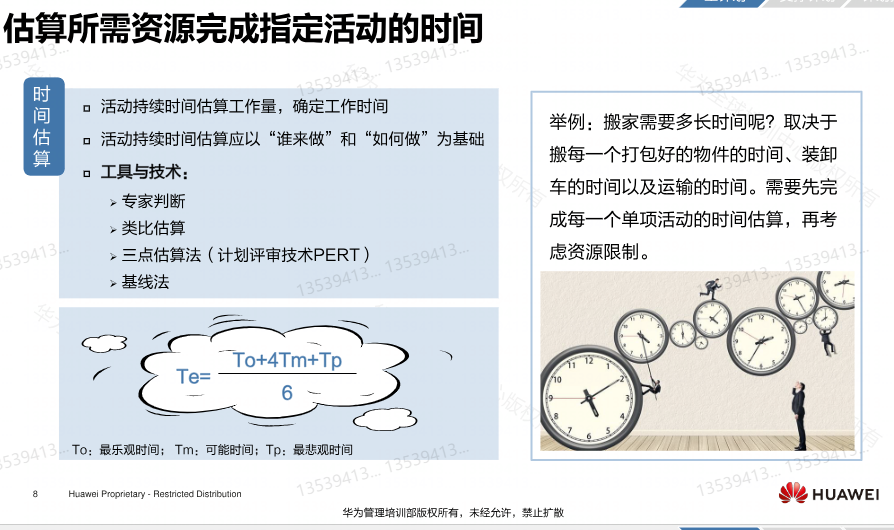 估算所需资源完成指定活动的时间
时间估算
活动持续时间估算工作量，确定工作时间
活动持续时间估算应以“谁来做”和“如何做”为基础
工具与技术：
专家判断
类比估算
三点估算法（计划评审技术PERT）
基线法
Te=
To+4Tm+Tp
6
To：最乐观时间； Tm：可能时间；Tp：最悲观时间
举例：搬家需要多长时间呢？取决于
搬每一个打包好的物件的时间、装卸
车的时间以及运输的时间。需要先完
成每一个单项活动的时间估算，再考
虑资源限制。
8
Huawei Proprietary - Restricted Distribution
HUAWEI
华为管理培训部版权所有，未经允许，禁止扩散
13539413...
13539413...
13539413...
13539413...
13539413...
13539413...